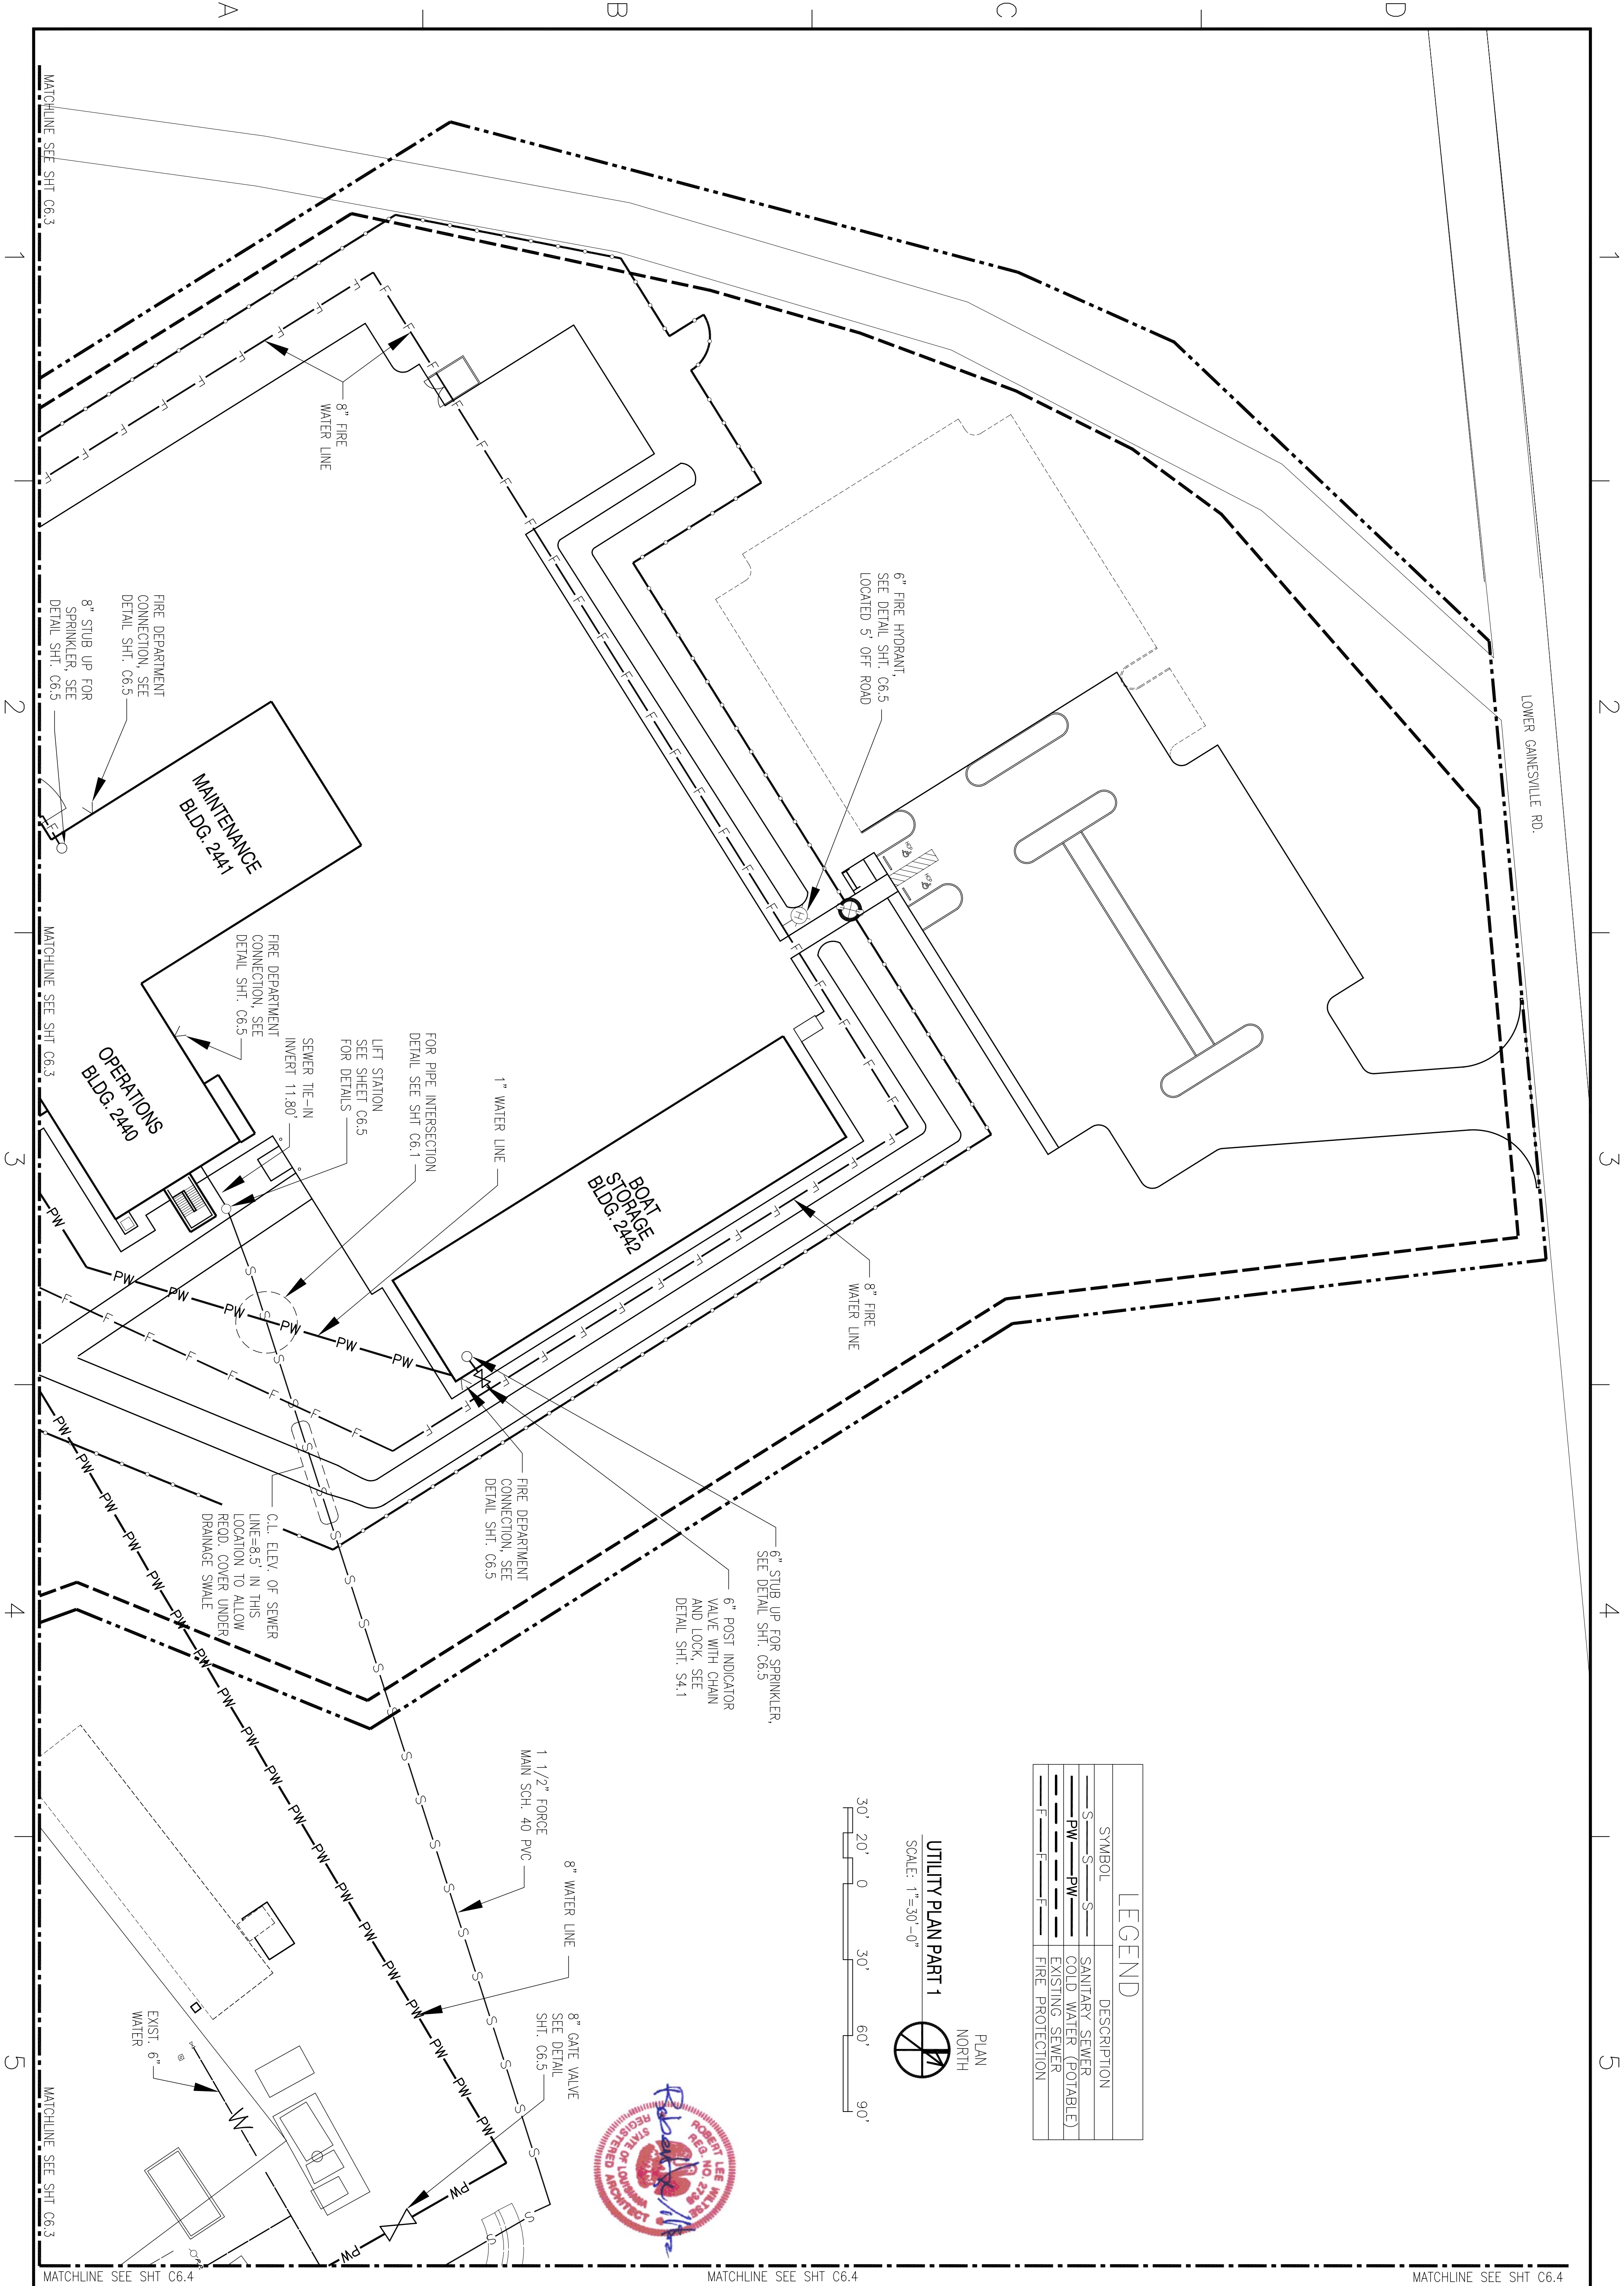 A
B
C
D
1
2
3
4
5
1
2
3
4
5
LOWER GAINESVILLE RD.
MATCHLINE SEE SHT C6.3
MATCHLINE SEE SHT C6.3
MATCHLINE SEE SHT C6.3
MATCHLINE SEE SHT C6.4
MATCHLINE SEE SHT C6.4
MATCHLINE SEE SHT C6.4
8" FIRE
WATER LINE
6" FIRE HYDRANT,
SEE DETAIL SHT. C6.5
LOCATED 5' OFF ROAD
H
HCP
HCP
FIRE DEPARTMENT
CONNECTION, SEE
DETAIL SHT. C6.5
8" STUB UP FOR
SPRINKLER, SEE
DETAIL SHT. C6.5
MAINTENANCE
BLDG. 2441
FIRE DEPARTMENT
CONNECTION, SEE
DETAIL SHT. C6.5
OPERATIONS
BLDG. 2440
SEWER TIE-IN
INVERT 11.80'
LIFT STATION
SEE SHEET C6.5
FOR DETAILS
FOR PIPE INTERSECTION
DETAIL SEE SHT C6.1
1" WATER LINE
BOAT
STORAGE
BLDG. 2442
8" FIRE
WATER LINE
6" STUB UP FOR SPRINKLER,
SEE DETAIL SHT. C6.5
6" POST INDICATOR
VALVE WITH CHAIN
AND LOCK, SEE
DETAIL SHT. S4.1
FIRE DEPARTMENT
CONNECTION, SEE
DETAIL SHT. C6.5
C.L. ELEV. OF SEWER
LINE=8.5' IN THIS
LOCATION TO ALLOW
REQD. COVER UNDER
DRAINAGE SWALE
1 1/2" FORCE
MAIN SCH. 40 PVC
8" WATER LINE
8" GATE VALVE
SEE DETAIL
SHT. C6.5
EXIST. 6"
WATER
W
LEGEND
SYMBOL DESCRIPTION
S S S SANITARY SEWER
PW PW COLD WATER (POTABLE)
EXISTING SEWER
F F F FIRE PROTECTION
PLAN
NORTH
UTILITY PLAN PART 1
SCALE: 1"=30'-0"
30' 20' 0 30' 60' 90'
ROBERT LEE WILTSE
REG. NO. 2736
STATE OF LOUISIANA
REGISTERED ARCHITECT